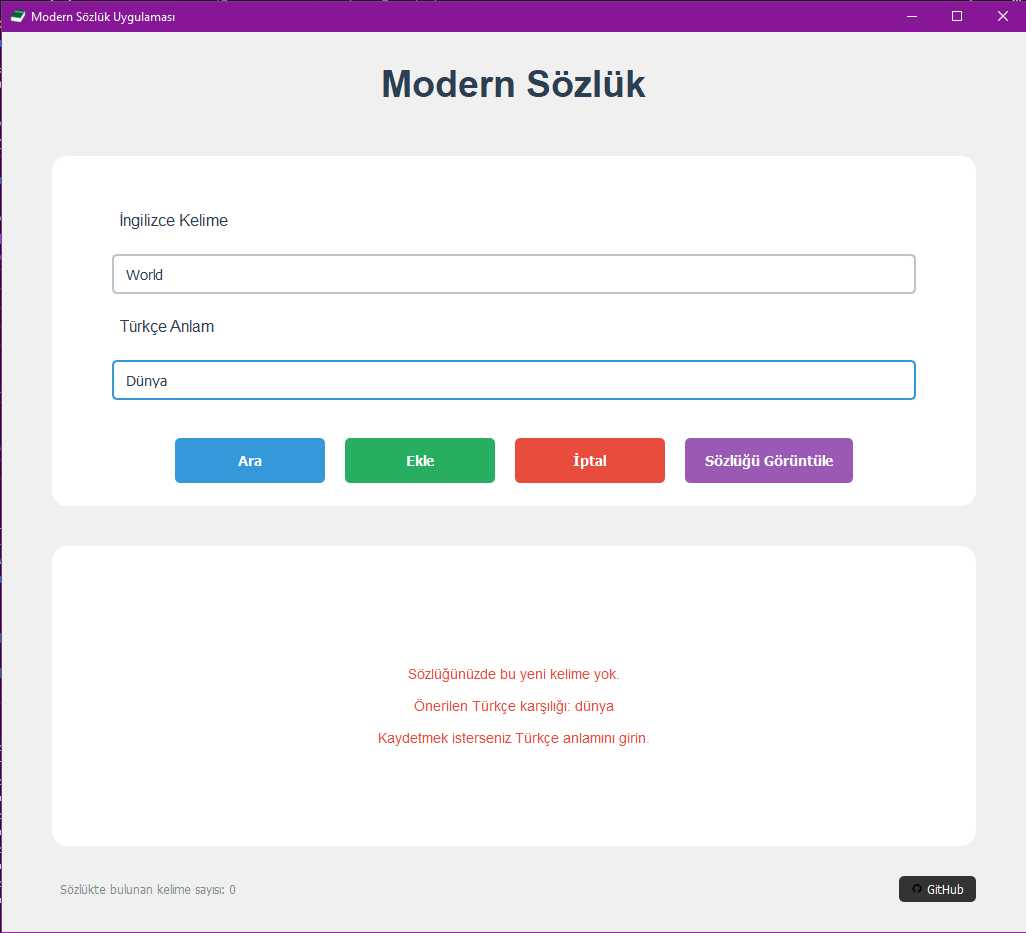 Modern Sözlük Uygulaması
Modern Sözlük
İngilizce Kelime
World
Türkçe Anlam
Dünya
Ara
Ekle
İptal
Sözlüğü Görüntüle
Sözlüğünüzde bu yeni kelime yok.
Önerilen Türkçe karşılığı: dünya
Kaydetmek isterseniz Türkçe anlamını girin.
Sözlükte bulunan kelime sayısı: 0
GitHub